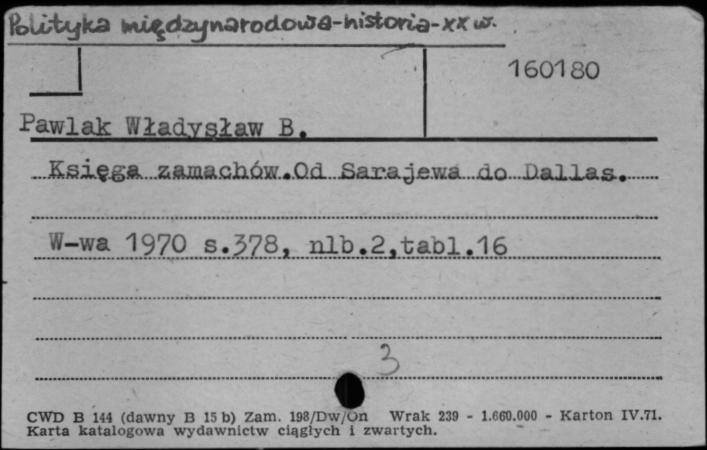 Polityka międzynarodowa-historia-XX w.
160180
Pawlak Władysław B.
Księga zamachów.Od Sarajewa do Dallas.
W-wa 1970 s.378, nlb.2,tabl.16
3
CWD B 144 (dawny B 15 b) Zam. 198/Dw/On Wrak 239 - 1.660.000 - Karton IV.71.
Karta katalogowa wydawnictw ciągłych i zwartych.